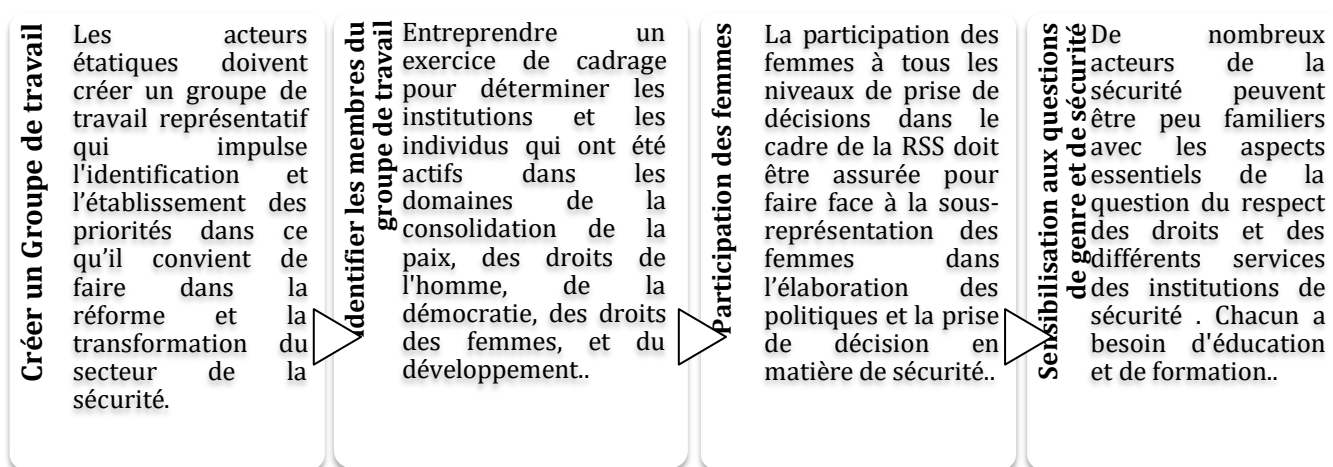 Créer un Groupe de travail
Les acteurs
étatiques doivent
créer un groupe de
travail représentatif
qui impulse
l'identification et
l’établissement des
priorités dans ce
qu’il convient de
faire dans la
réforme et la
transformation du
secteur de la
sécurité.
Identifier les membres du
groupe de travail
Entreprendre un
exercice de cadrage
pour déterminer les
institutions et les
individus qui ont été
actifs dans les
domaines de la
consolidation de la
paix, des droits de
l'homme, de la
démocratie, des droits
des femmes, et du
développement..
Participation des femmes
La participation des
femmes à tous les
niveaux de prise de
décisions dans le
cadre de la RSS doit
être assurée pour
faire face à la sous-
représentation des
femmes dans
l’élaboration des
politiques et la prise
de décision en
matière de sécurité..
Sensibilisation aux questions
de genre et de sécurité
De nombreux
acteurs de la
sécurité peuvent
être peu familiers
avec les aspects
essentiels de la
question du respect
des droits et des
différents services
des institutions de
sécurité . Chacun a
besoin d'éducation
et de formation..